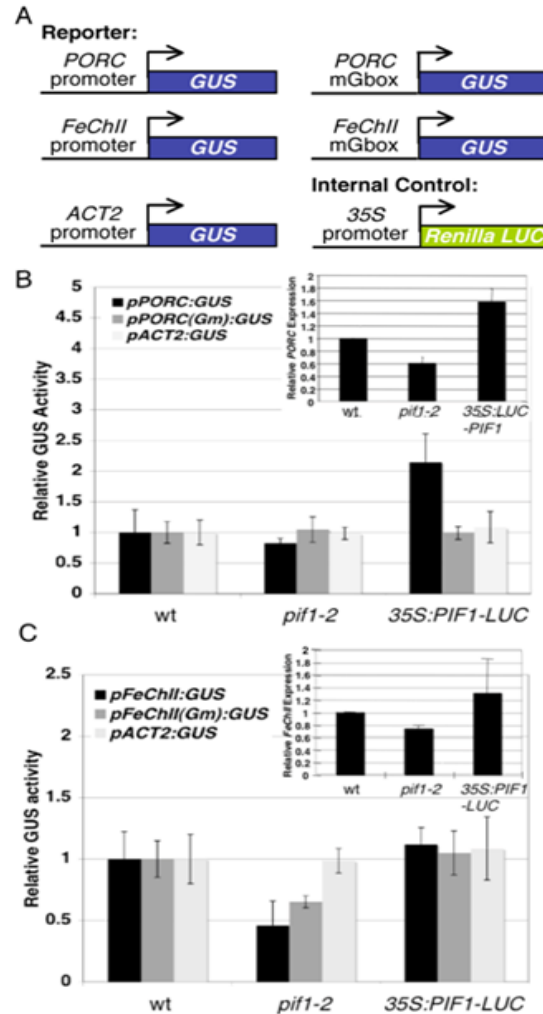 A
Reporter:
PORC promoter GUS
PORC mGbox GUS
FeChII promoter GUS
FeChII mGbox GUS
Internal Control:
ACT2 promoter GUS
35S promoter Renilla LUC
B
pPORC:GUS
pPORC(Gm):GUS
pACT2:GUS
Relative GUS Activity
5
4.5
4
3.5
3
2.5
2
1.5
1
0.5
0
wt
pif1-2
35S:PIF1-LUC
Relative PORC Expression
2
1.8
1.6
1.4
1.2
1
0.8
0.6
0.4
0.2
0
wt.
pif1-2
35S:LUC
-PIF1
C
pFeChII:GUS
pFeChII(Gm):GUS
pACT2:GUS
Relative GUS activity
2.5
2
1.5
1
0.5
0
wt
pif1-2
35S:PIF1-LUC
Relative FeChII Expression
2
1.8
1.6
1.4
1.2
1
0.8
0.6
0.4
0.2
0
wt
pif1-2
35S:PIF1
-LUC